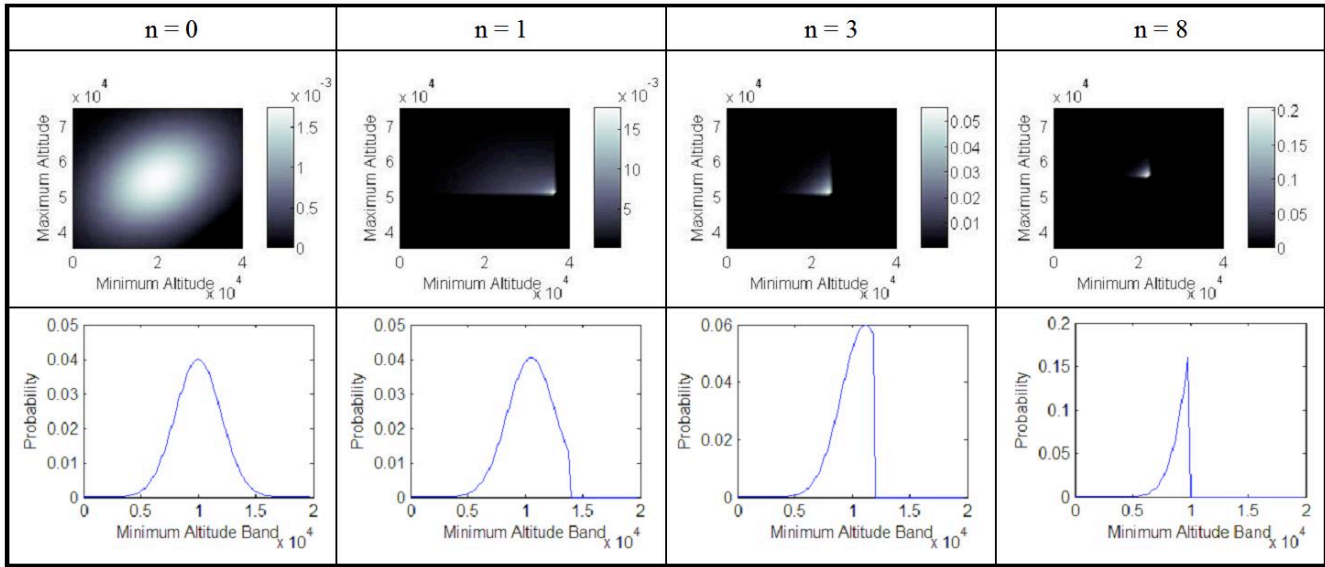 n = 0
n = 1
n = 3
n = 8
x 10^4
x 10^-3
7
6
5
4
Maximum Altitude
0
2
4
Minimum Altitude
x 10^4
1.5
1
0.5
0
x 10^4
x 10^-3
7
6
5
4
Maximum Altitude
0
2
4
Minimum Altitude
x 10^4
15
10
5
x 10^4
7
6
5
4
Maximum Altitude
0
2
4
Minimum Altitude
x 10^4
0.05
0.04
0.03
0.02
0.01
x 10^4
7
6
5
4
Maximum Altitude
0
2
4
Minimum Altitude
x 10^4
0.2
0.15
0.1
0.05
0
0.05
0.04
0.03
0.02
0.01
0
Probability
0
0.5
1
1.5
2
Minimum Altitude Band
x 10^4
0.05
0.04
0.03
0.02
0.01
0
Probability
0
0.5
1
1.5
2
Minimum Altitude Band
x 10^4
0.06
0.04
0.02
0
Probability
0
0.5
1
1.5
2
Minimum Altitude Band
x 10^4
0.2
0.15
0.1
0.05
0
Probability
0
0.5
1
1.5
2
Minimum Altitude Band
x 10^4